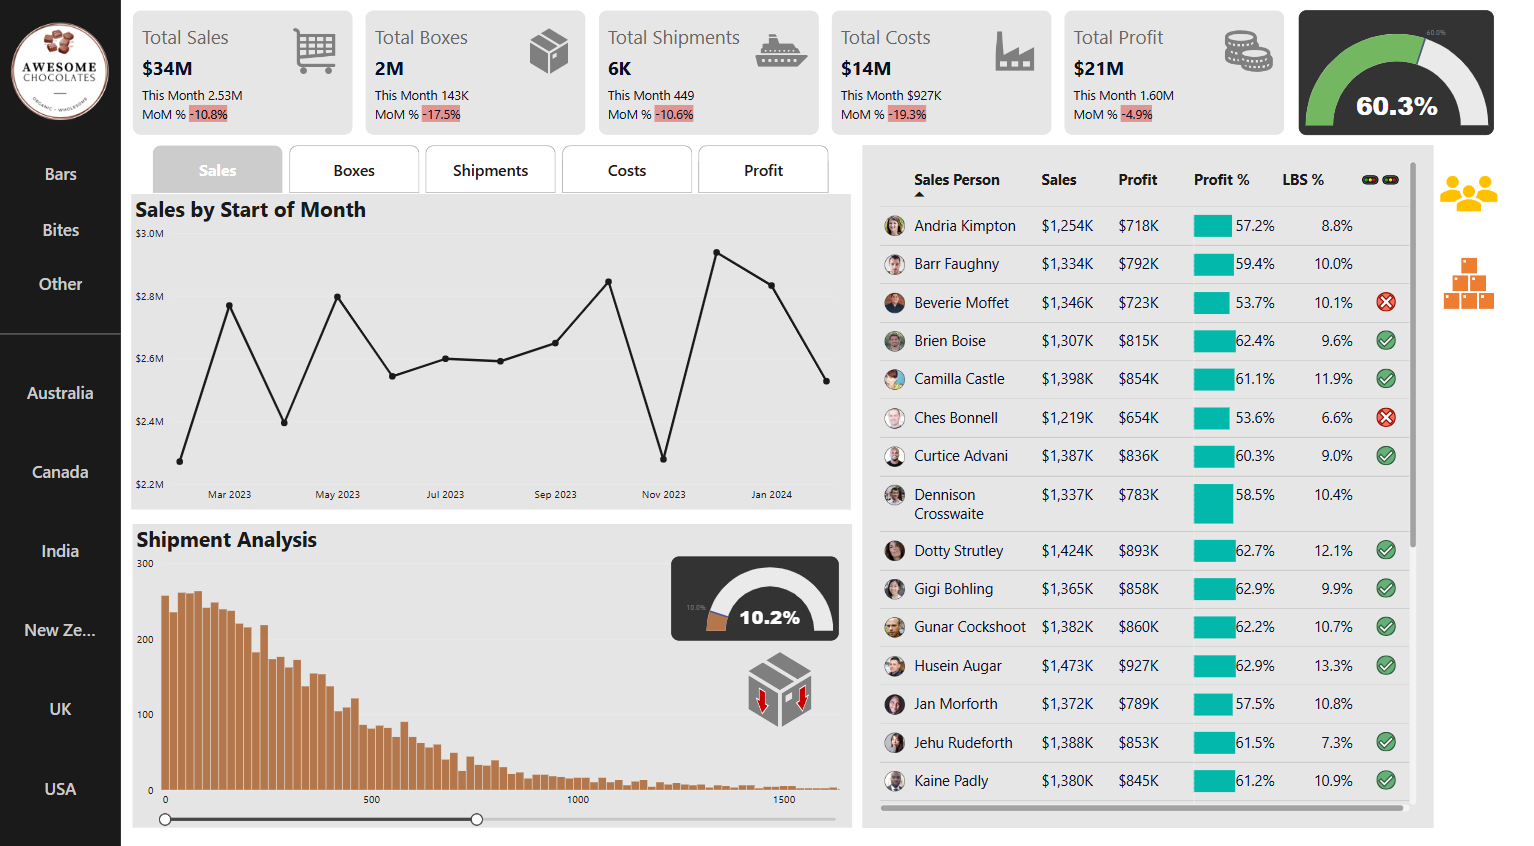 AWESOME
CHOCOLATES
ORGANIC • WHOLESOME
Bars
Bites
Other
Australia
Canada
India
New Ze...
UK
USA
Total Sales
$34M
This Month 2.53M
MoM % -10.8%
Total Boxes
2M
This Month 143K
MoM % -17.5%
Total Shipments
6K
This Month 449
MoM % -10.6%
Total Costs
$14M
This Month $927K
MoM % -19.3%
Total Profit
$21M
This Month 1.60M
MoM % -4.9%
60.0%
60.3%
Sales Boxes Shipments Costs Profit
Sales by Start of Month
$3.0M
$2.8M
$2.6M
$2.4M
$2.2M
Mar 2023 May 2023 Jul 2023 Sep 2023 Nov 2023 Jan 2024
Shipment Analysis
300
200
100
0
0 500 1000 1500
10.0%
10.2%
Sales Person Sales Profit Profit % LBS %
Andria Kimpton $1,254K $718K 57.2% 8.8%
Barr Faughny $1,334K $792K 59.4% 10.0%
Beverie Moffet $1,346K $723K 53.7% 10.1%
Brien Boise $1,307K $815K 62.4% 9.6%
Camilla Castle $1,398K $854K 61.1% 11.9%
Ches Bonnell $1,219K $654K 53.6% 6.6%
Curtice Advani $1,387K $836K 60.3% 9.0%
Dennison $1,337K $783K 58.5% 10.4%
Crosswaite
Dotty Strutley $1,424K $893K 62.7% 12.1%
Gigi Bohling $1,365K $858K 62.9% 9.9%
Gunar Cockshoot $1,382K $860K 62.2% 10.7%
Husein Augar $1,473K $927K 62.9% 13.3%
Jan Morforth $1,372K $789K 57.5% 10.8%
Jehu Rudeforth $1,388K $853K 61.5% 7.3%
Kaine Padly $1,380K $845K 61.2% 10.9%